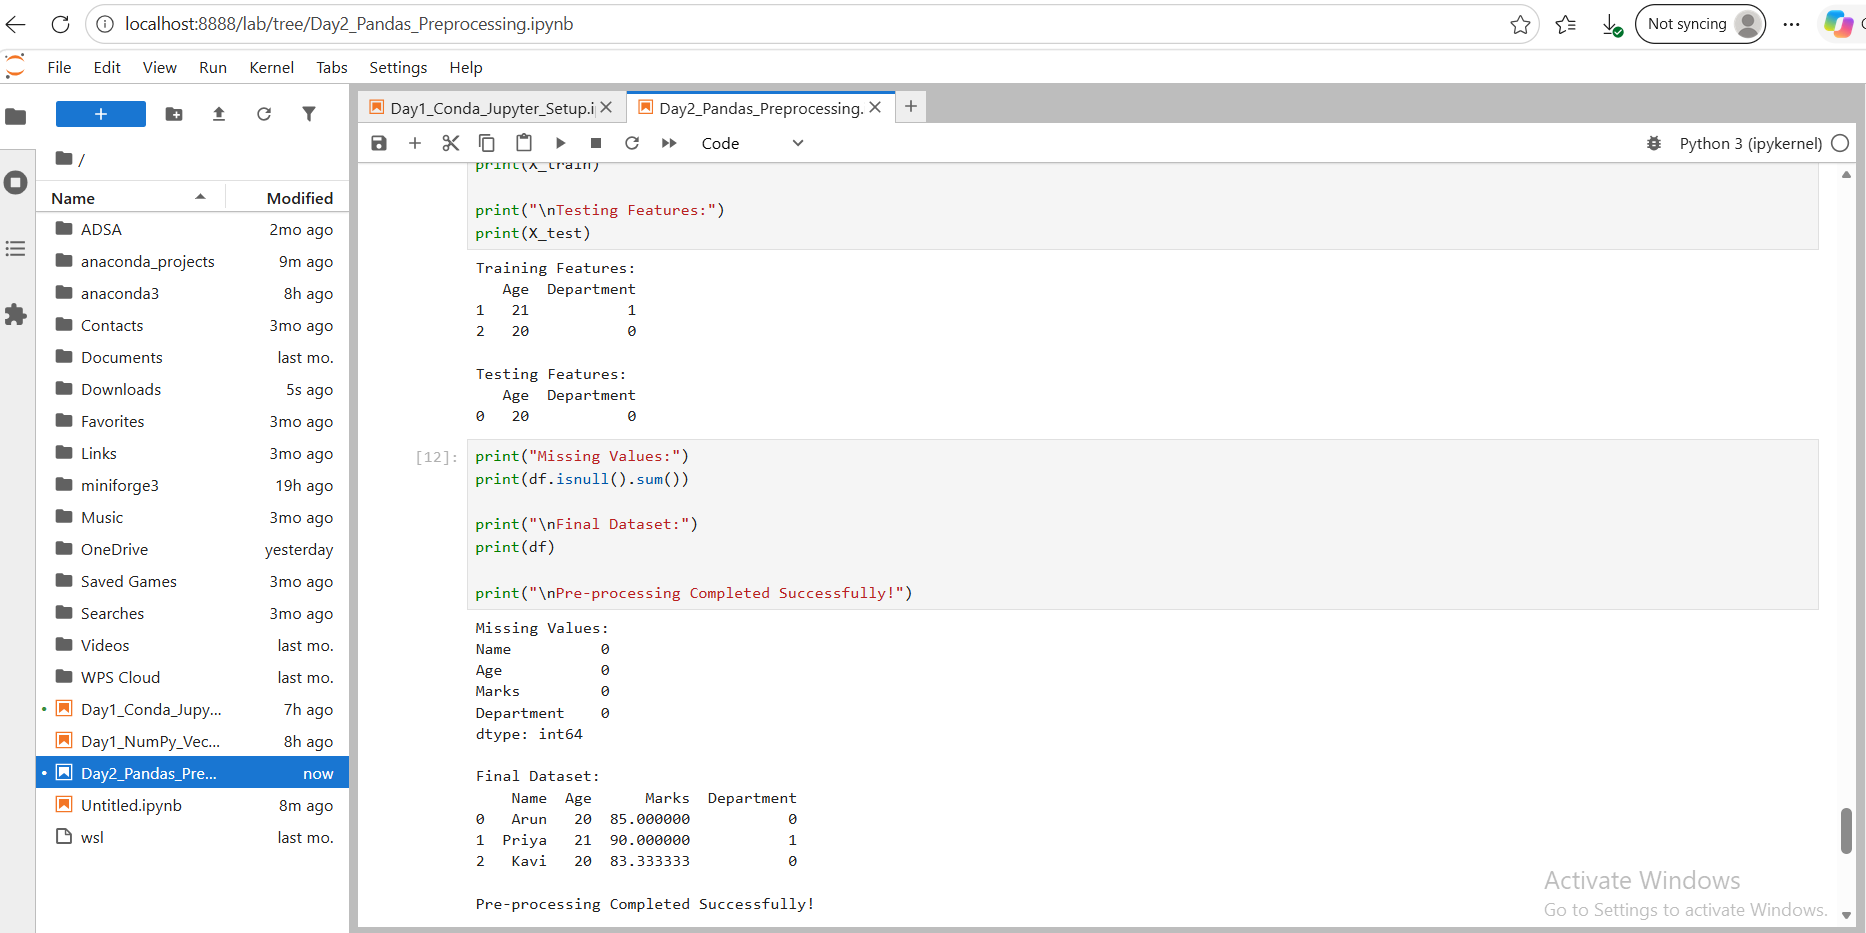 localhost:8888/lab/tree/Day2_Pandas_Preprocessing.ipynb
Not syncing
File Edit View Run Kernel Tabs Settings Help
Day1_Conda_Jupyter_Setup.i
Day2_Pandas_Preprocessing.
Code
Python 3 (ipykernel)
/
Name Modified
ADSA 2mo ago
anaconda_projects 9m ago
anaconda3 8h ago
Contacts 3mo ago
Documents last mo.
Downloads 5s ago
Favorites 3mo ago
Links 3mo ago
miniforge3 19h ago
Music 3mo ago
OneDrive yesterday
Saved Games 3mo ago
Searches 3mo ago
Videos last mo.
WPS Cloud last mo.
Day1_Conda_Jupy... 7h ago
Day1_NumPy_Vec... 8h ago
Day2_Pandas_Pre... now
Untitled.ipynb 8m ago
wsl last mo.
print(X_train)
print("\nTesting Features:")
print(X_test)
Training Features:
Age Department
1 21 1
2 20 0
Testing Features:
Age Department
0 20 0
[12]:
print("Missing Values:")
print(df.isnull().sum())
print("\nFinal Dataset:")
print(df)
print("\nPre-processing Completed Successfully!")
Missing Values:
Name 0
Age 0
Marks 0
Department 0
dtype: int64
Final Dataset:
Name Age Marks Department
0 Arun 20 85.000000 0
1 Priya 21 90.000000 1
2 Kavi 20 83.333333 0
Pre-processing Completed Successfully!
Activate Windows
Go to Settings to activate Windows.